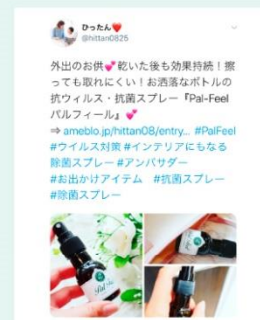 ひったん❤️
@hittan0825
外出のお供💕乾いた後も効果持続！擦
っても取れにくい！お洒落なボトルの
抗ウィルス・抗菌スプレー『Pal-Feel
パルフィール』💕
⇒ ameblo.jp/hittan08/entry... #PalFeel
#ウイルス対策 #インテリアにもなる
除菌スプレー #アンバサダー
#お出かけアイテム　#抗菌スプレー
#除菌スプレー
Pal Feel